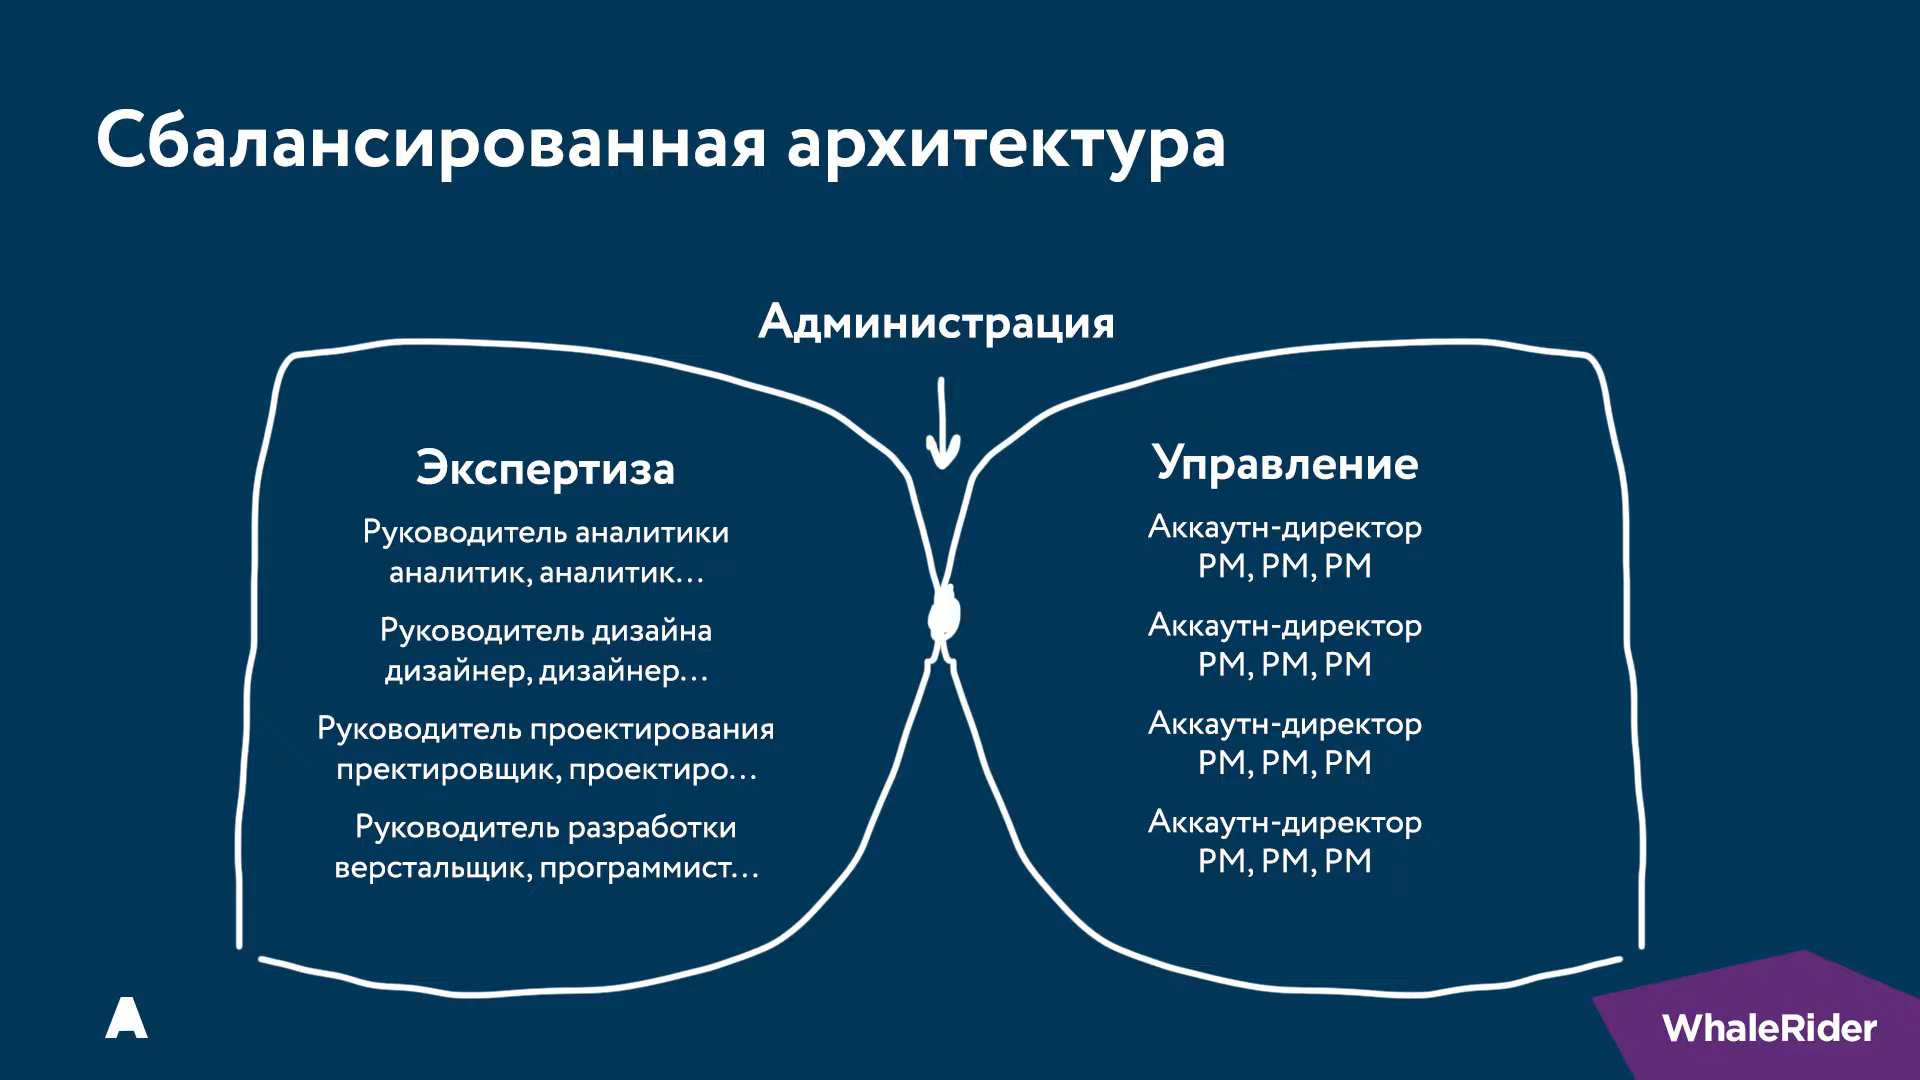 Сбалансированная архитектура
Администрация
Экспертиза
Руководитель аналитики
аналитик, аналитик...
Руководитель дизайна
дизайнер, дизайнер...
Руководитель проектирования
пректировщик, проектиро...
Руководитель разработки
верстальщик, программист...
Управление
Аккаутн-директор
PM, PM, PM
Аккаутн-директор
PM, PM, PM
Аккаутн-директор
PM, PM, PM
Аккаутн-директор
PM, PM, PM
A
WhaleRider